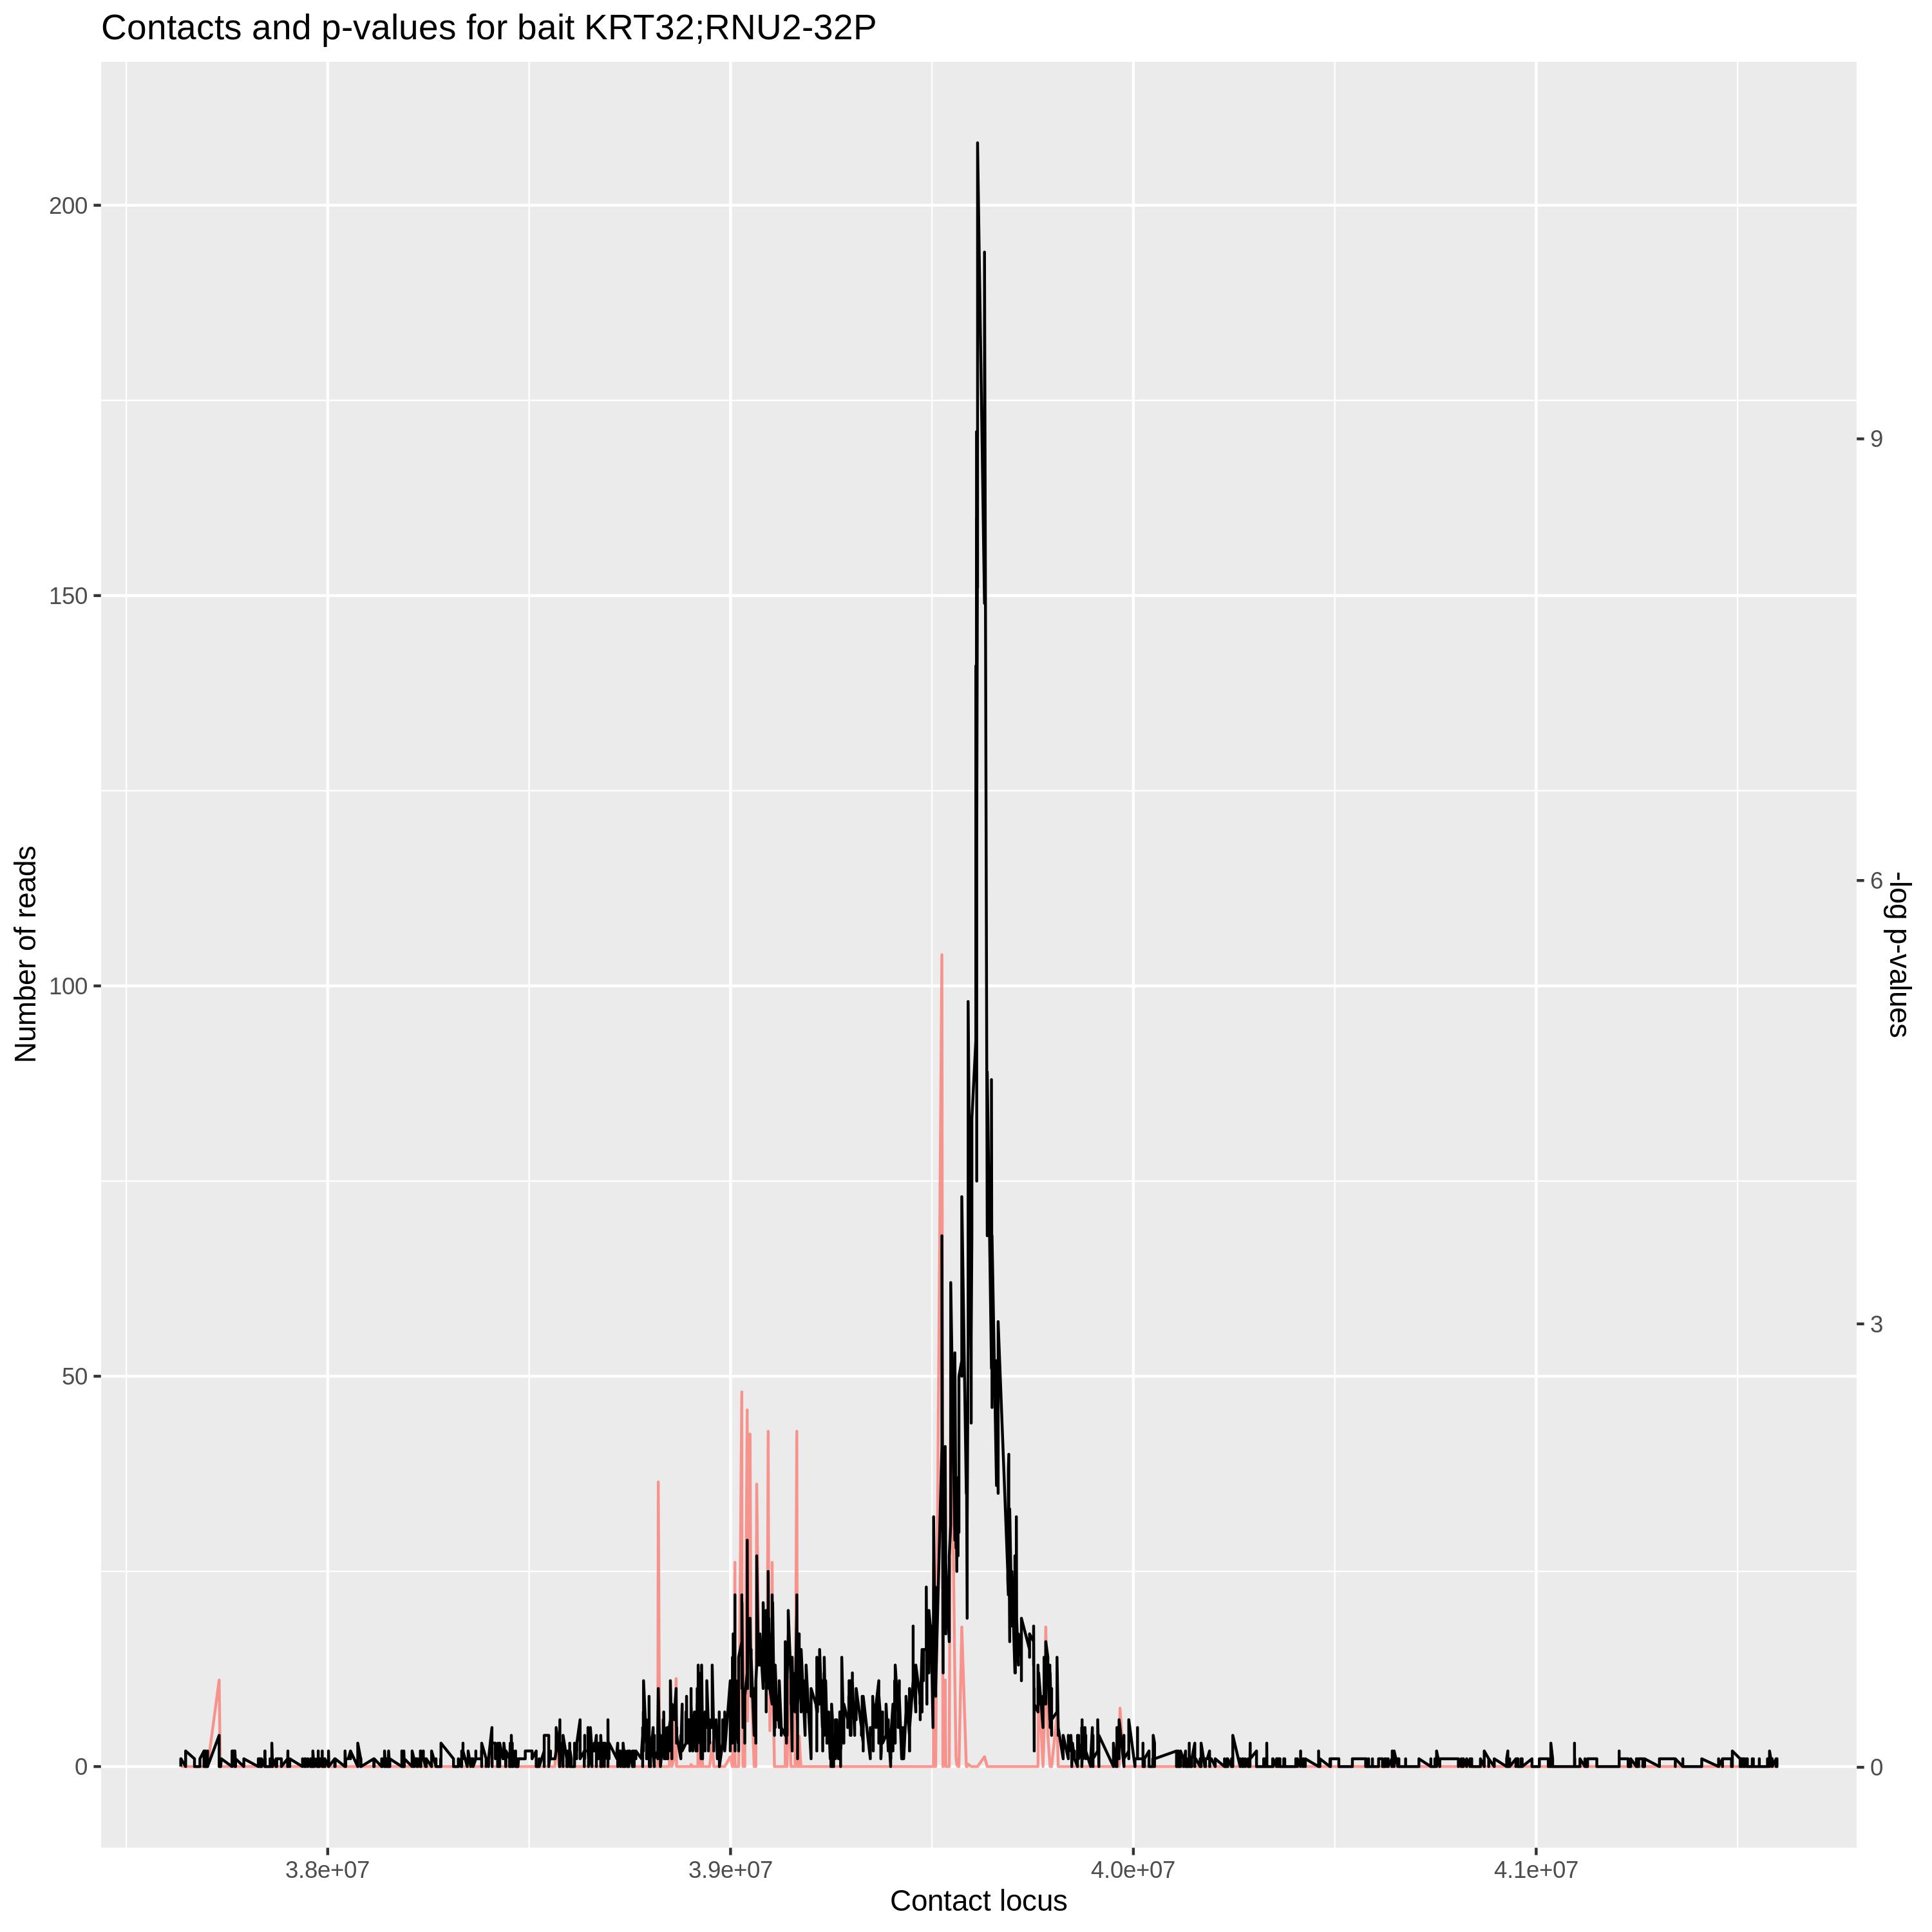 Contacts and p-values for bait KRT32;RNU2-32P
200
150
100
50
0
Number of reads
9
6
3
0
-log p-values
3.8e+07
3.9e+07
4.0e+07
4.1e+07
Contact locus